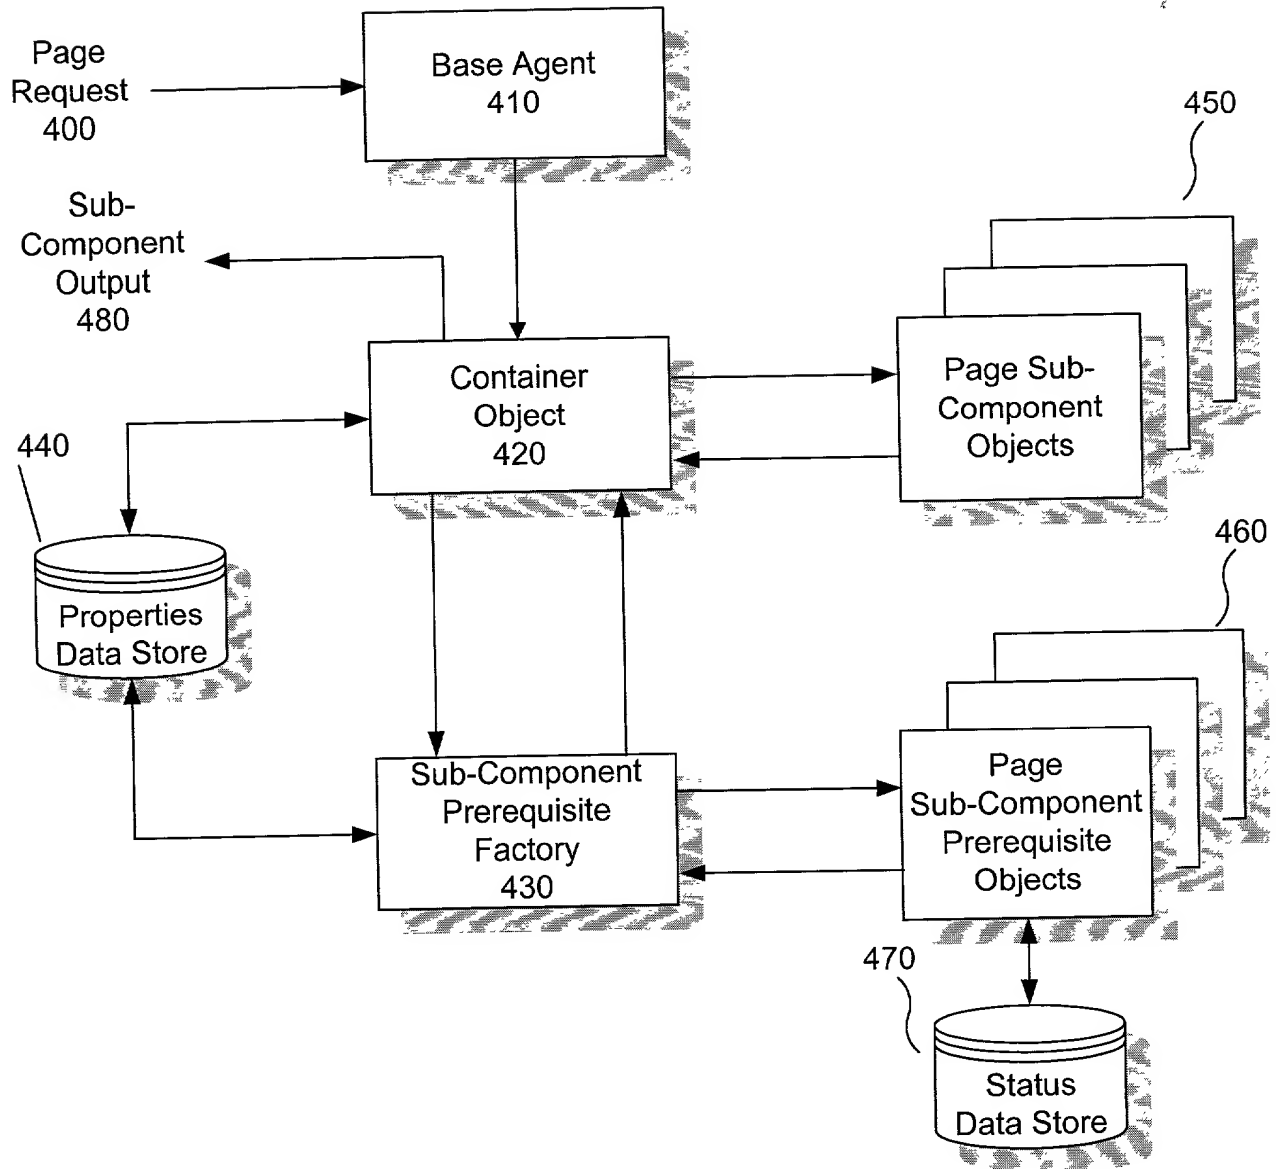 Page
Request
400
Base Agent
410
450
Sub-
Component
Output
480
Container
Object
420
Page Sub-
Component
Objects
440
Properties
Data Store
460
Sub-Component
Prerequisite
Factory
430
Page
Sub-Component
Prerequisite
Objects
470
Status
Data Store